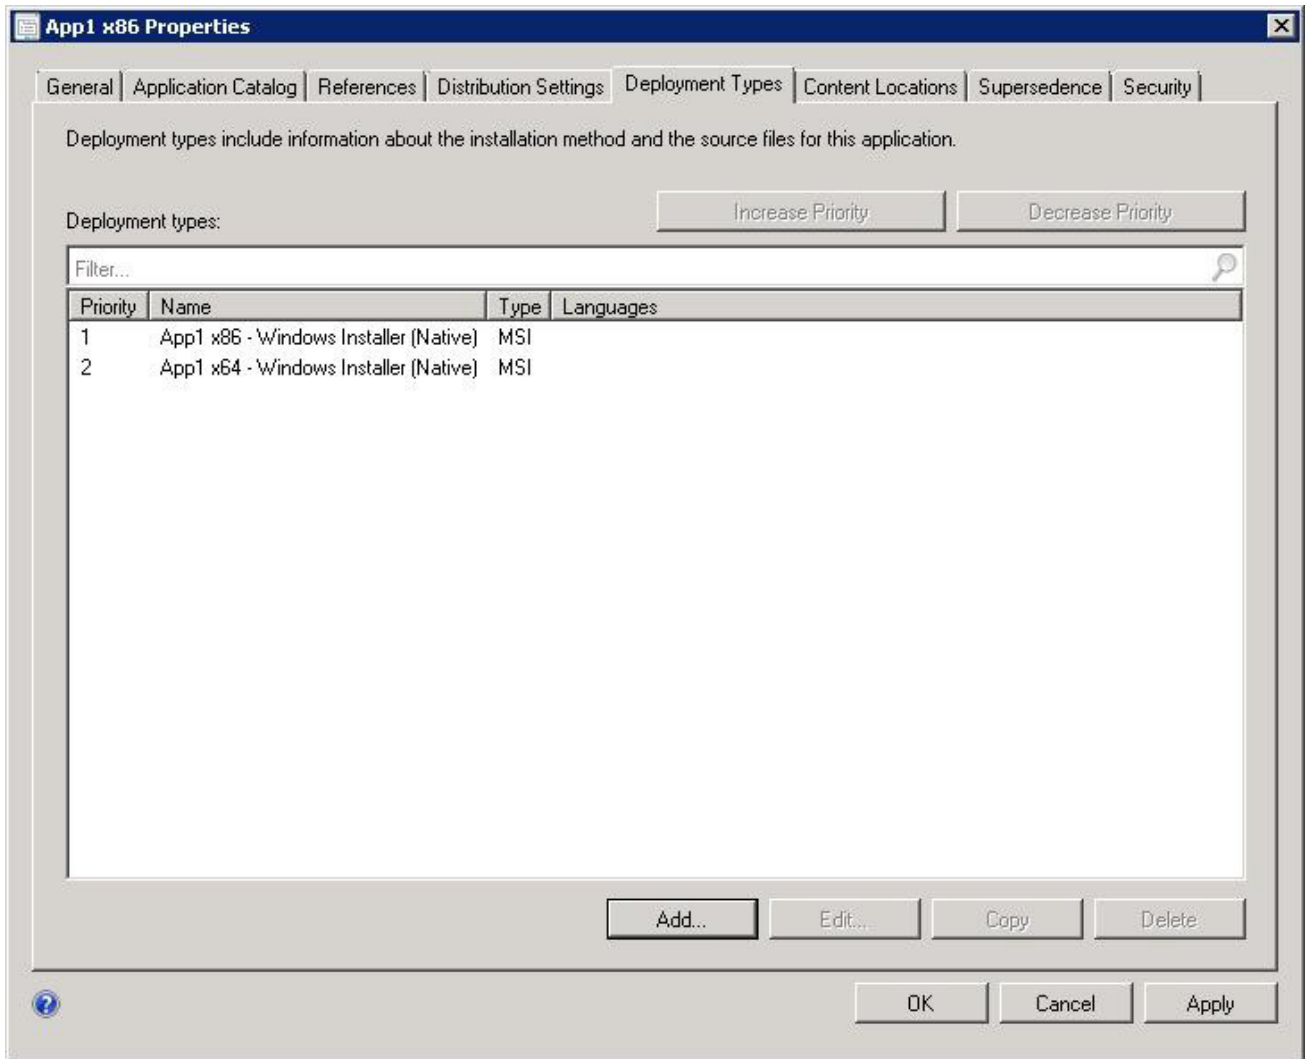 App1 x86 Properties
General Application Catalog References Distribution Settings Deployment Types Content Locations Supersedence Security
Deployment types include information about the installation method and the source files for this application.
Increase Priority Decrease Priority
Deployment types:
Filter...
Priority Name Type Languages
1 App1 x86 - Windows Installer (Native) MSI
2 App1 x64 - Windows Installer (Native) MSI
Add... Edit... Copy Delete
OK Cancel Apply